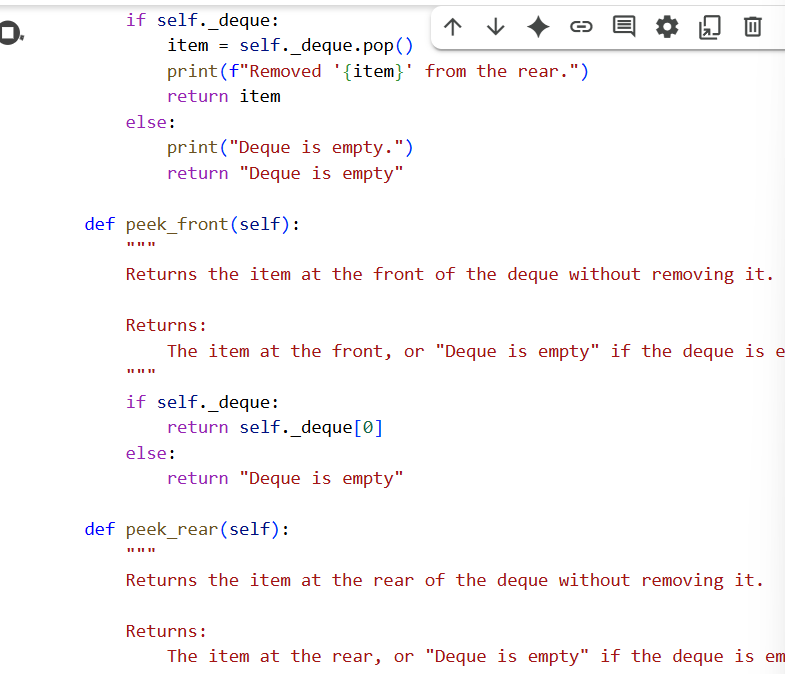 if self._deque:
item = self._deque.pop()
print(f"Removed '{item}' from the rear.")
return item
else:
print("Deque is empty.")
return "Deque is empty"
def peek_front(self):
"""
Returns the item at the front of the deque without removing it.
Returns:
The item at the front, or "Deque is empty" if the deque is e
"""
if self._deque:
return self._deque[0]
else:
return "Deque is empty"
def peek_rear(self):
"""
Returns the item at the rear of the deque without removing it.
Returns:
The item at the rear, or "Deque is empty" if the deque is em